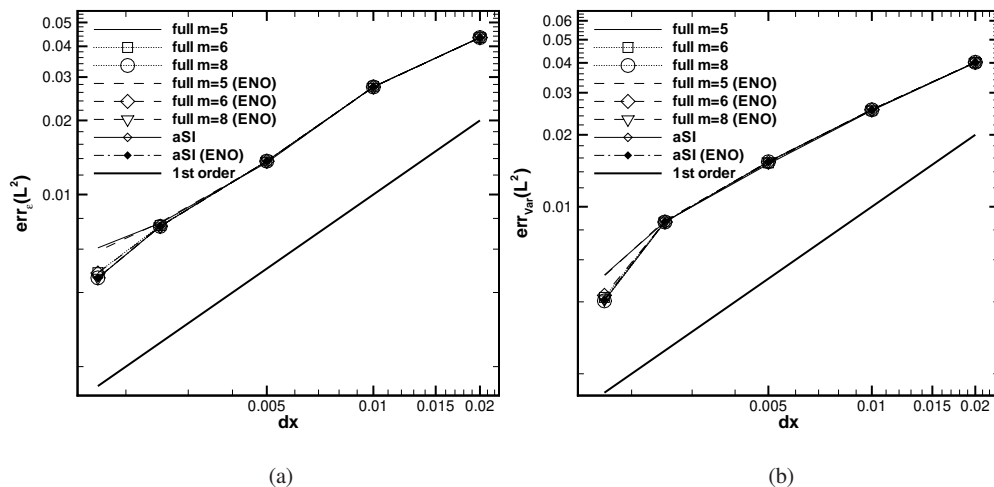 full m=5
full m=6
full m=8
full m=5 (ENO)
full m=6 (ENO)
full m=8 (ENO)
aSI
aSI (ENO)
1st order
0.05
0.04
0.03
0.02
0.01
err_ε(L²)
0.005
0.01
0.015
0.02
dx
(a)
full m=5
full m=6
full m=8
full m=5 (ENO)
full m=6 (ENO)
full m=8 (ENO)
aSI
aSI (ENO)
1st order
0.06
0.05
0.04
0.03
0.02
0.01
err_Var(L²)
0.005
0.01
0.015
0.02
dx
(b)